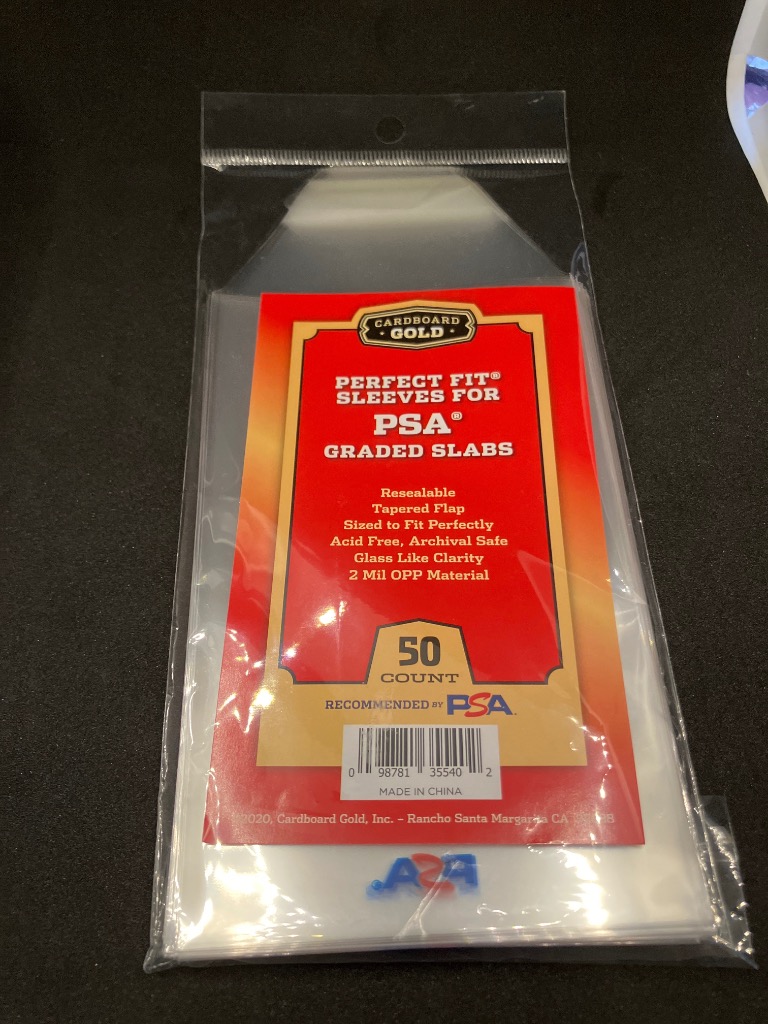 CARDBOARD
GOLD
PERFECT FIT®
SLEEVES FOR
PSA®
GRADED SLABS
Resealable
Tapered Flap
Sized to Fit Perfectly
Acid Free, Archival Safe
Glass Like Clarity
2 Mil OPP Material
50
COUNT
RECOMMENDED BY PSA.
0 98781 35540 2
MADE IN CHINA
2020, Cardboard Gold, Inc. – Rancho Santa Margarita CA
PSA.